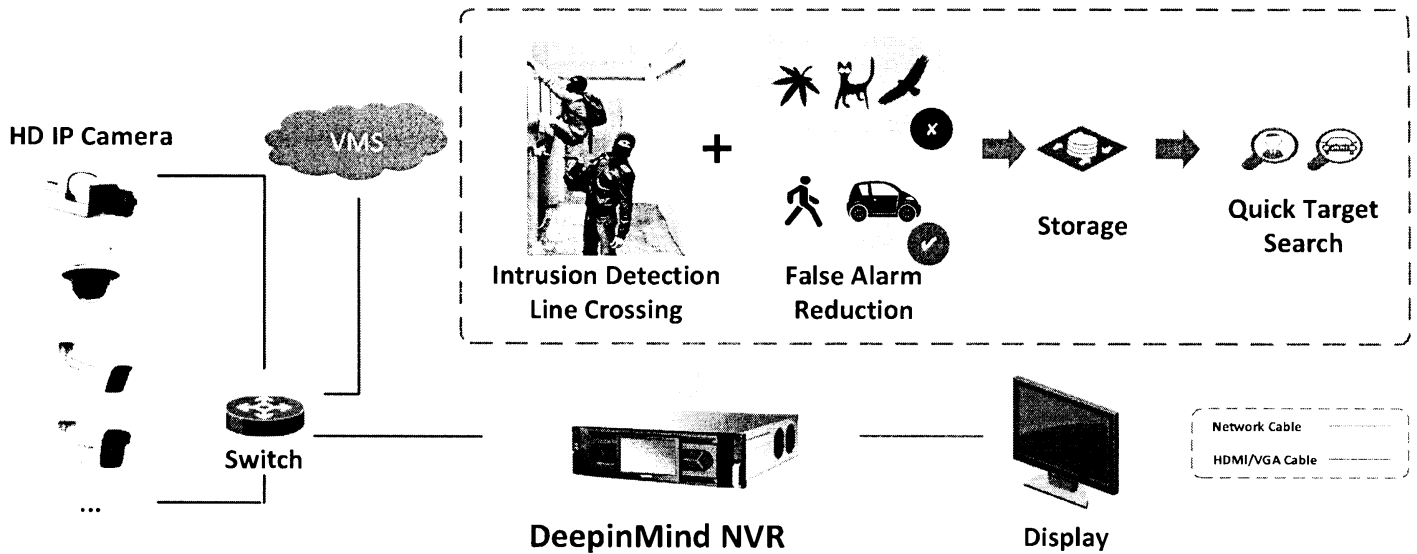 HD IP Camera
VMS
Intrusion Detection
Line Crossing
+
False Alarm
Reduction
Storage
Quick Target
Search
Switch
...
DeepinMind NVR
Display
Network Cable
HDMI/VGA Cable